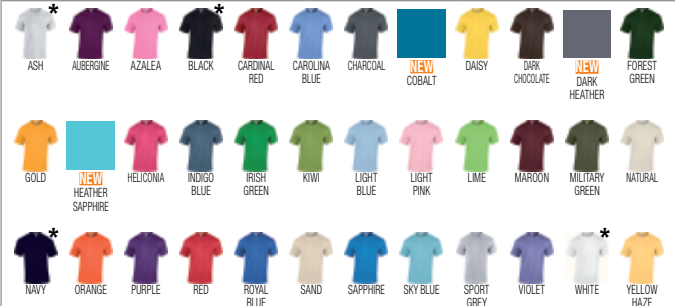 * *
ASH AUBERGINE AZALEA BLACK CARDINAL CAROLINA CHARCOAL NEW DAISY DARK NEW FOREST
RED BLUE COBALT CHOCOLATE DARK GREEN
HEATHER
GOLD NEW HELICONIA INDIGO IRISH KIWI LIGHT LIGHT LIME MAROON MILITARY NATURAL
HEATHER BLUE GREEN BLUE PINK GREEN
SAPPHIRE
* *
NAVY ORANGE PURPLE RED ROYAL SAND SAPPHIRE SKY BLUE SPORT VIOLET WHITE YELLOW
BLUE GREY HAZE